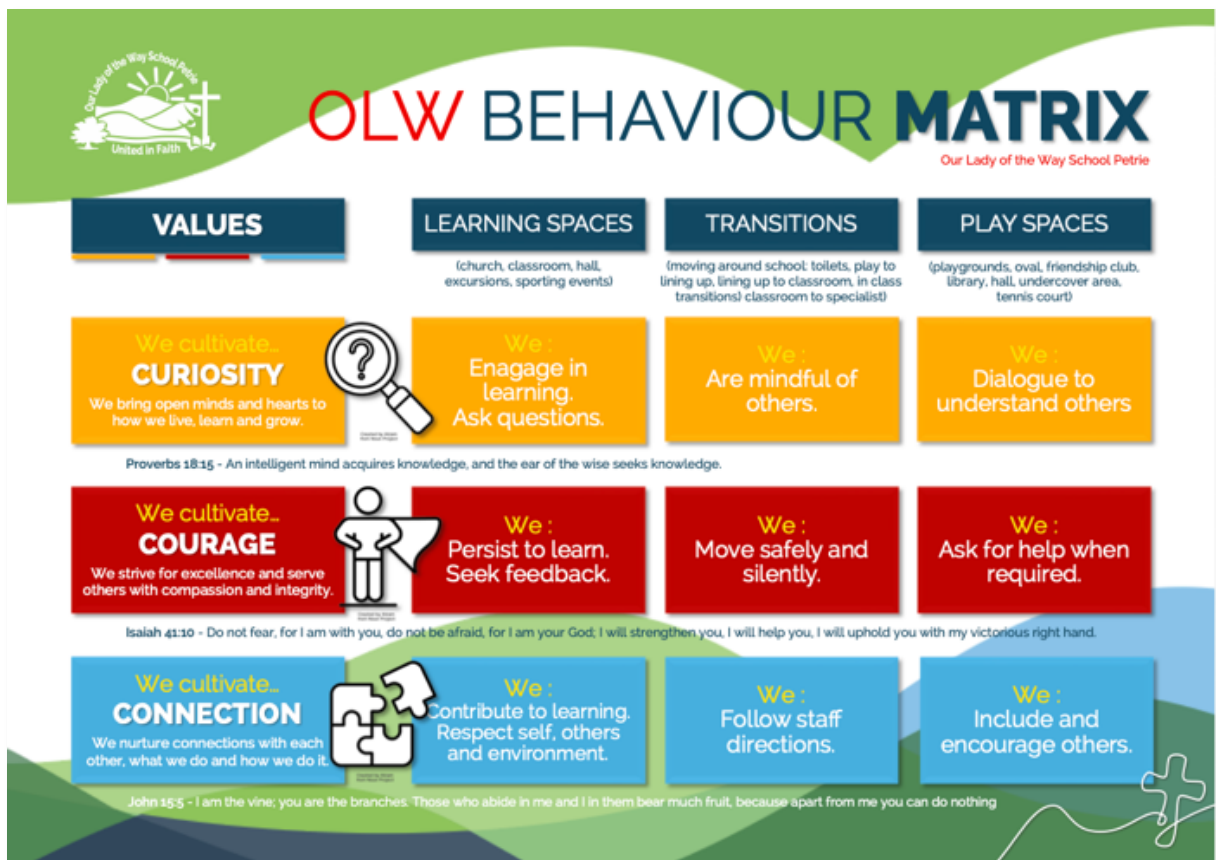 Our Lady of the Way School Petrie
United in Faith
OLW BEHAVIOUR MATRIX
Our Lady of the Way School Petrie
VALUES
LEARNING SPACES
TRANSITIONS
PLAY SPACES
(church, classroom, hall,
excursions, sporting events)
(moving around school: toilets, play to
lining up, lining up to classroom, in class
transitions) classroom to specialist)
(playgrounds, oval, friendship club,
library, hall, undercover area,
tennis court)
We cultivate...
CURIOSITY
We bring open minds and hearts to
how we live, learn and grow.
We :
Enagage in
learning.
Ask questions.
We :
Are mindful of
others.
We :
Dialogue to
understand others
Proverbs 18:15 - An intelligent mind acquires knowledge, and the ear of the wise seeks knowledge.
We cultivate...
COURAGE
We strive for excellence and serve
others with compassion and integrity.
We :
Persist to learn.
Seek feedback.
We :
Move safely and
silently.
We :
Ask for help when
required.
Isaiah 41:10 - Do not fear, for I am with you, do not be afraid, for I am your God; I will strengthen you, I will help you, I will uphold you with my victorious right hand.
We cultivate...
CONNECTION
We nurture connections with each
other, what we do and how we do it.
We :
Contribute to learning.
Respect self, others
and environment.
We :
Follow staff
directions.
We :
Include and
encourage others.
John 15:5 - I am the vine; you are the branches. Those who abide in me and I in them bear much fruit, because apart from me you can do nothing